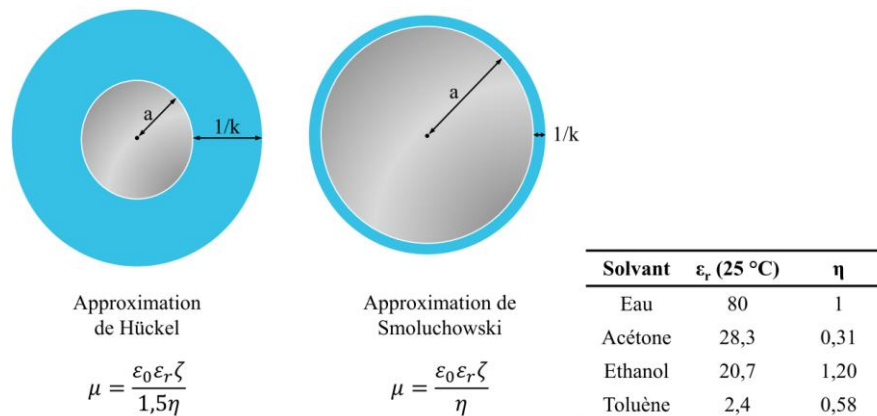 a
1/k
a
1/k
Approximation
de Hückel
μ = ε₀εᵣζ / 1,5η
Approximation de
Smoluchowski
μ = ε₀εᵣζ / η
Solvant εᵣ (25 °C) η
Eau 80 1
Acétone 28,3 0,31
Ethanol 20,7 1,20
Toluène 2,4 0,58